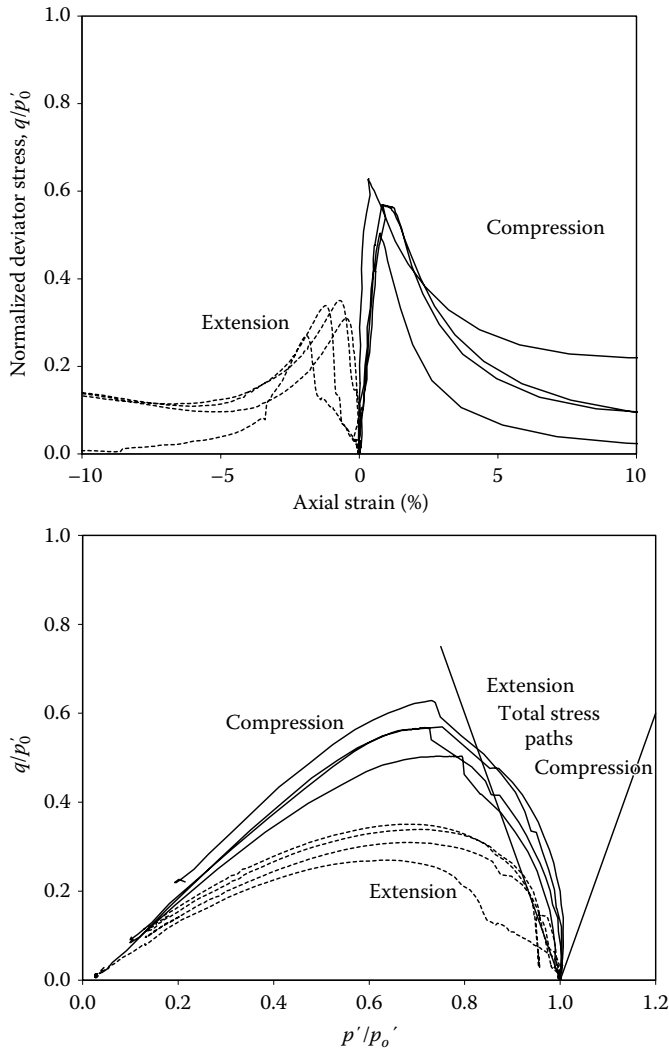 1.0
0.8
0.6
0.4
0.2
0.0
Normalized deviator stress, q/p′0
Extension
Compression
−10
−5
0
5
10
Axial strain (%)
1.0
0.8
0.6
0.4
0.2
0.0
q/p′0
Compression
Extension
Total stress
paths
Compression
Extension
0.0
0.2
0.4
0.6
0.8
1.0
1.2
p′/po′